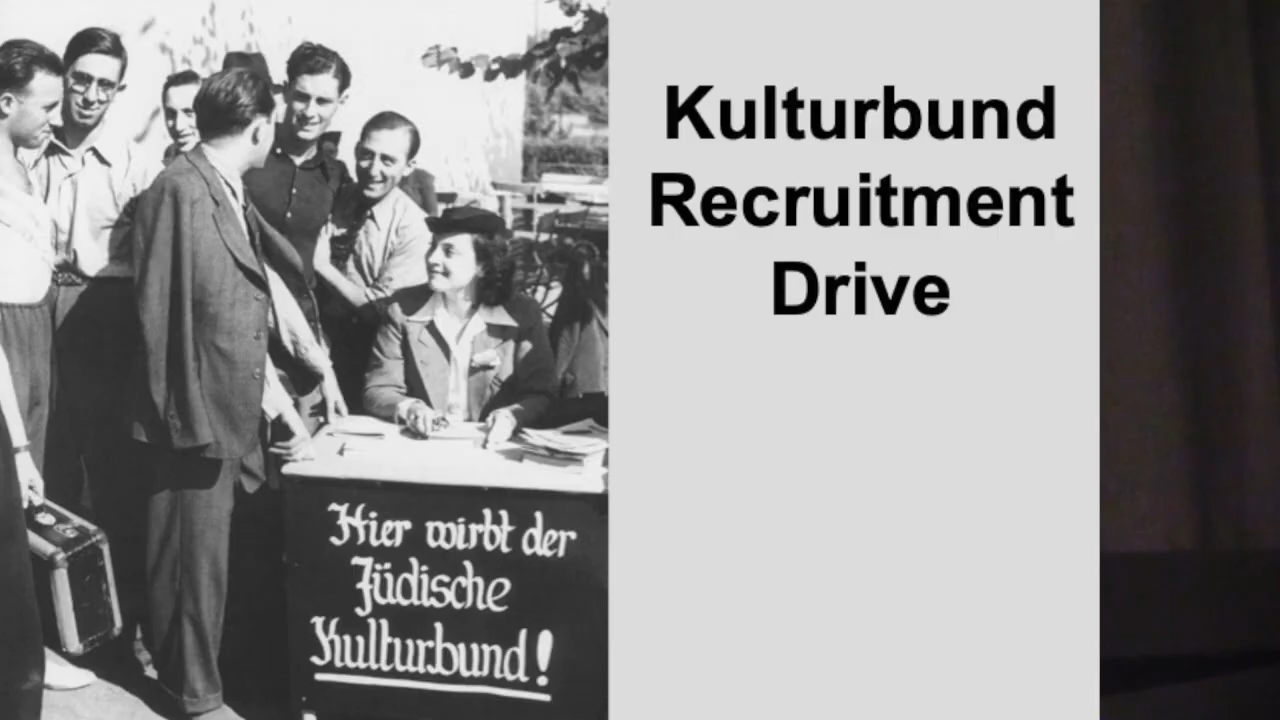 Kulturbund
Recruitment
Drive
Hier wirbt der
Jüdische
Kulturbund!